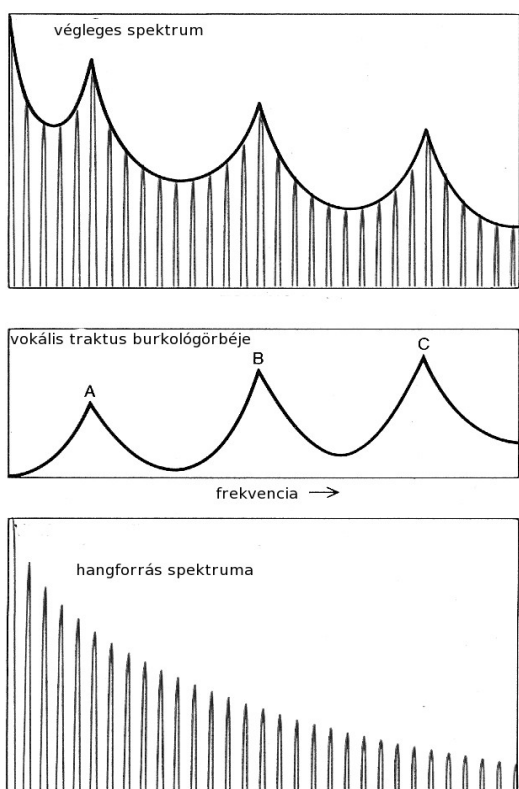 végleges spektrum
vokális traktus burkológörbéje
A
B
C
frekvencia →
hangforrás spektruma